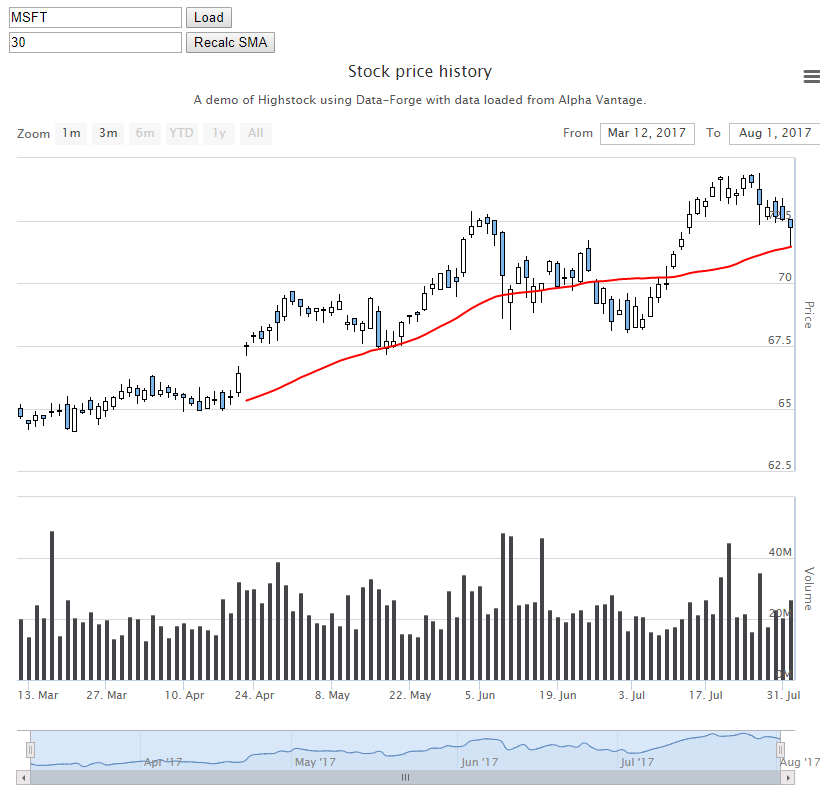 MSFT Load
30 Recalc SMA
Stock price history
A demo of Highstock using Data-Forge with data loaded from Alpha Vantage.
Zoom 1m 3m 6m YTD 1y All From Mar 12, 2017 To Aug 1, 2017
72.5
70
Price
67.5
65
62.5
40M
Volume
20M
0M
13. Mar 27. Mar 10. Apr 24. Apr 8. May 22. May 5. Jun 19. Jun 3. Jul 17. Jul 31. Jul
Apr '17 May '17 Jun '17 Jul '17 Aug '17